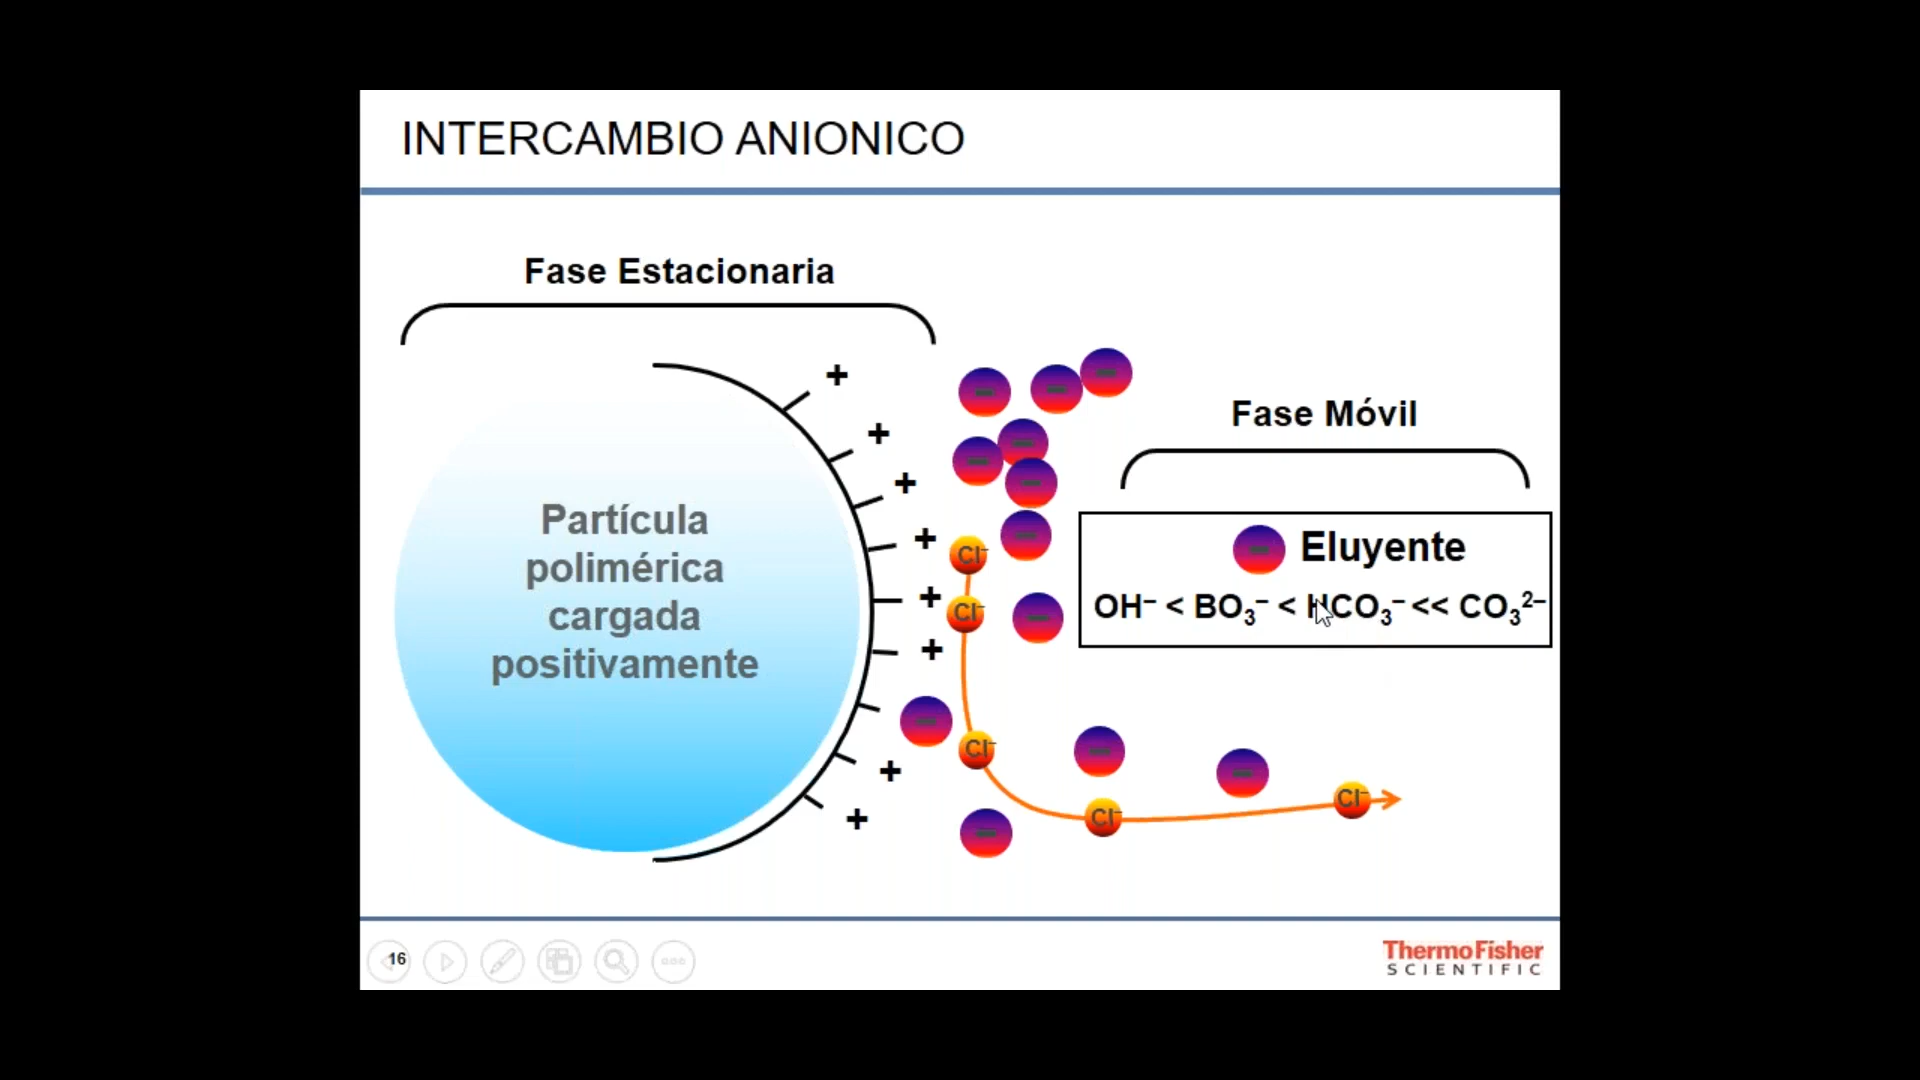 INTERCAMBIO ANIONICO
Fase Estacionaria
Partícula
polimérica
cargada
positivamente
+
+
+
+
+
+
+
+
Cl⁻
Cl⁻
Cl⁻
Cl⁻
Cl⁻
Fase Móvil
Eluyente
OH⁻ < BO₃⁻ < HCO₃⁻ << CO₃²⁻
16
ThermoFisher
SCIENTIFIC